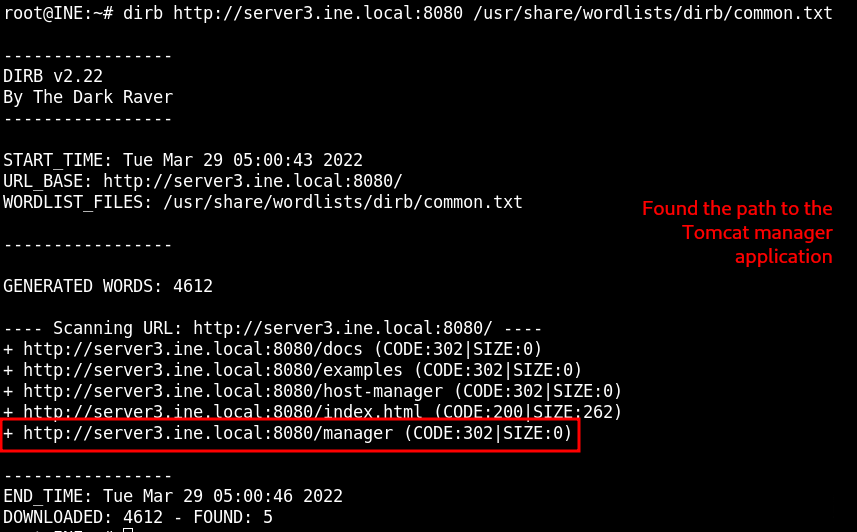 root@INE:~# dirb http://server3.ine.local:8080 /usr/share/wordlists/dirb/common.txt
-----------------
DIRB v2.22
By The Dark Raver
-----------------
START_TIME: Tue Mar 29 05:00:43 2022
URL_BASE: http://server3.ine.local:8080/
WORDLIST_FILES: /usr/share/wordlists/dirb/common.txt
Found the path to the
Tomcat manager
application
-----------------
GENERATED WORDS: 4612
---- Scanning URL: http://server3.ine.local:8080/ ----
+ http://server3.ine.local:8080/docs (CODE:302|SIZE:0)
+ http://server3.ine.local:8080/examples (CODE:302|SIZE:0)
+ http://server3.ine.local:8080/host-manager (CODE:302|SIZE:0)
+ http://server3.ine.local:8080/index.html (CODE:200|SIZE:262)
+ http://server3.ine.local:8080/manager (CODE:302|SIZE:0)
-----------------
END_TIME: Tue Mar 29 05:00:46 2022
DOWNLOADED: 4612 - FOUND: 5
root@INE:~#